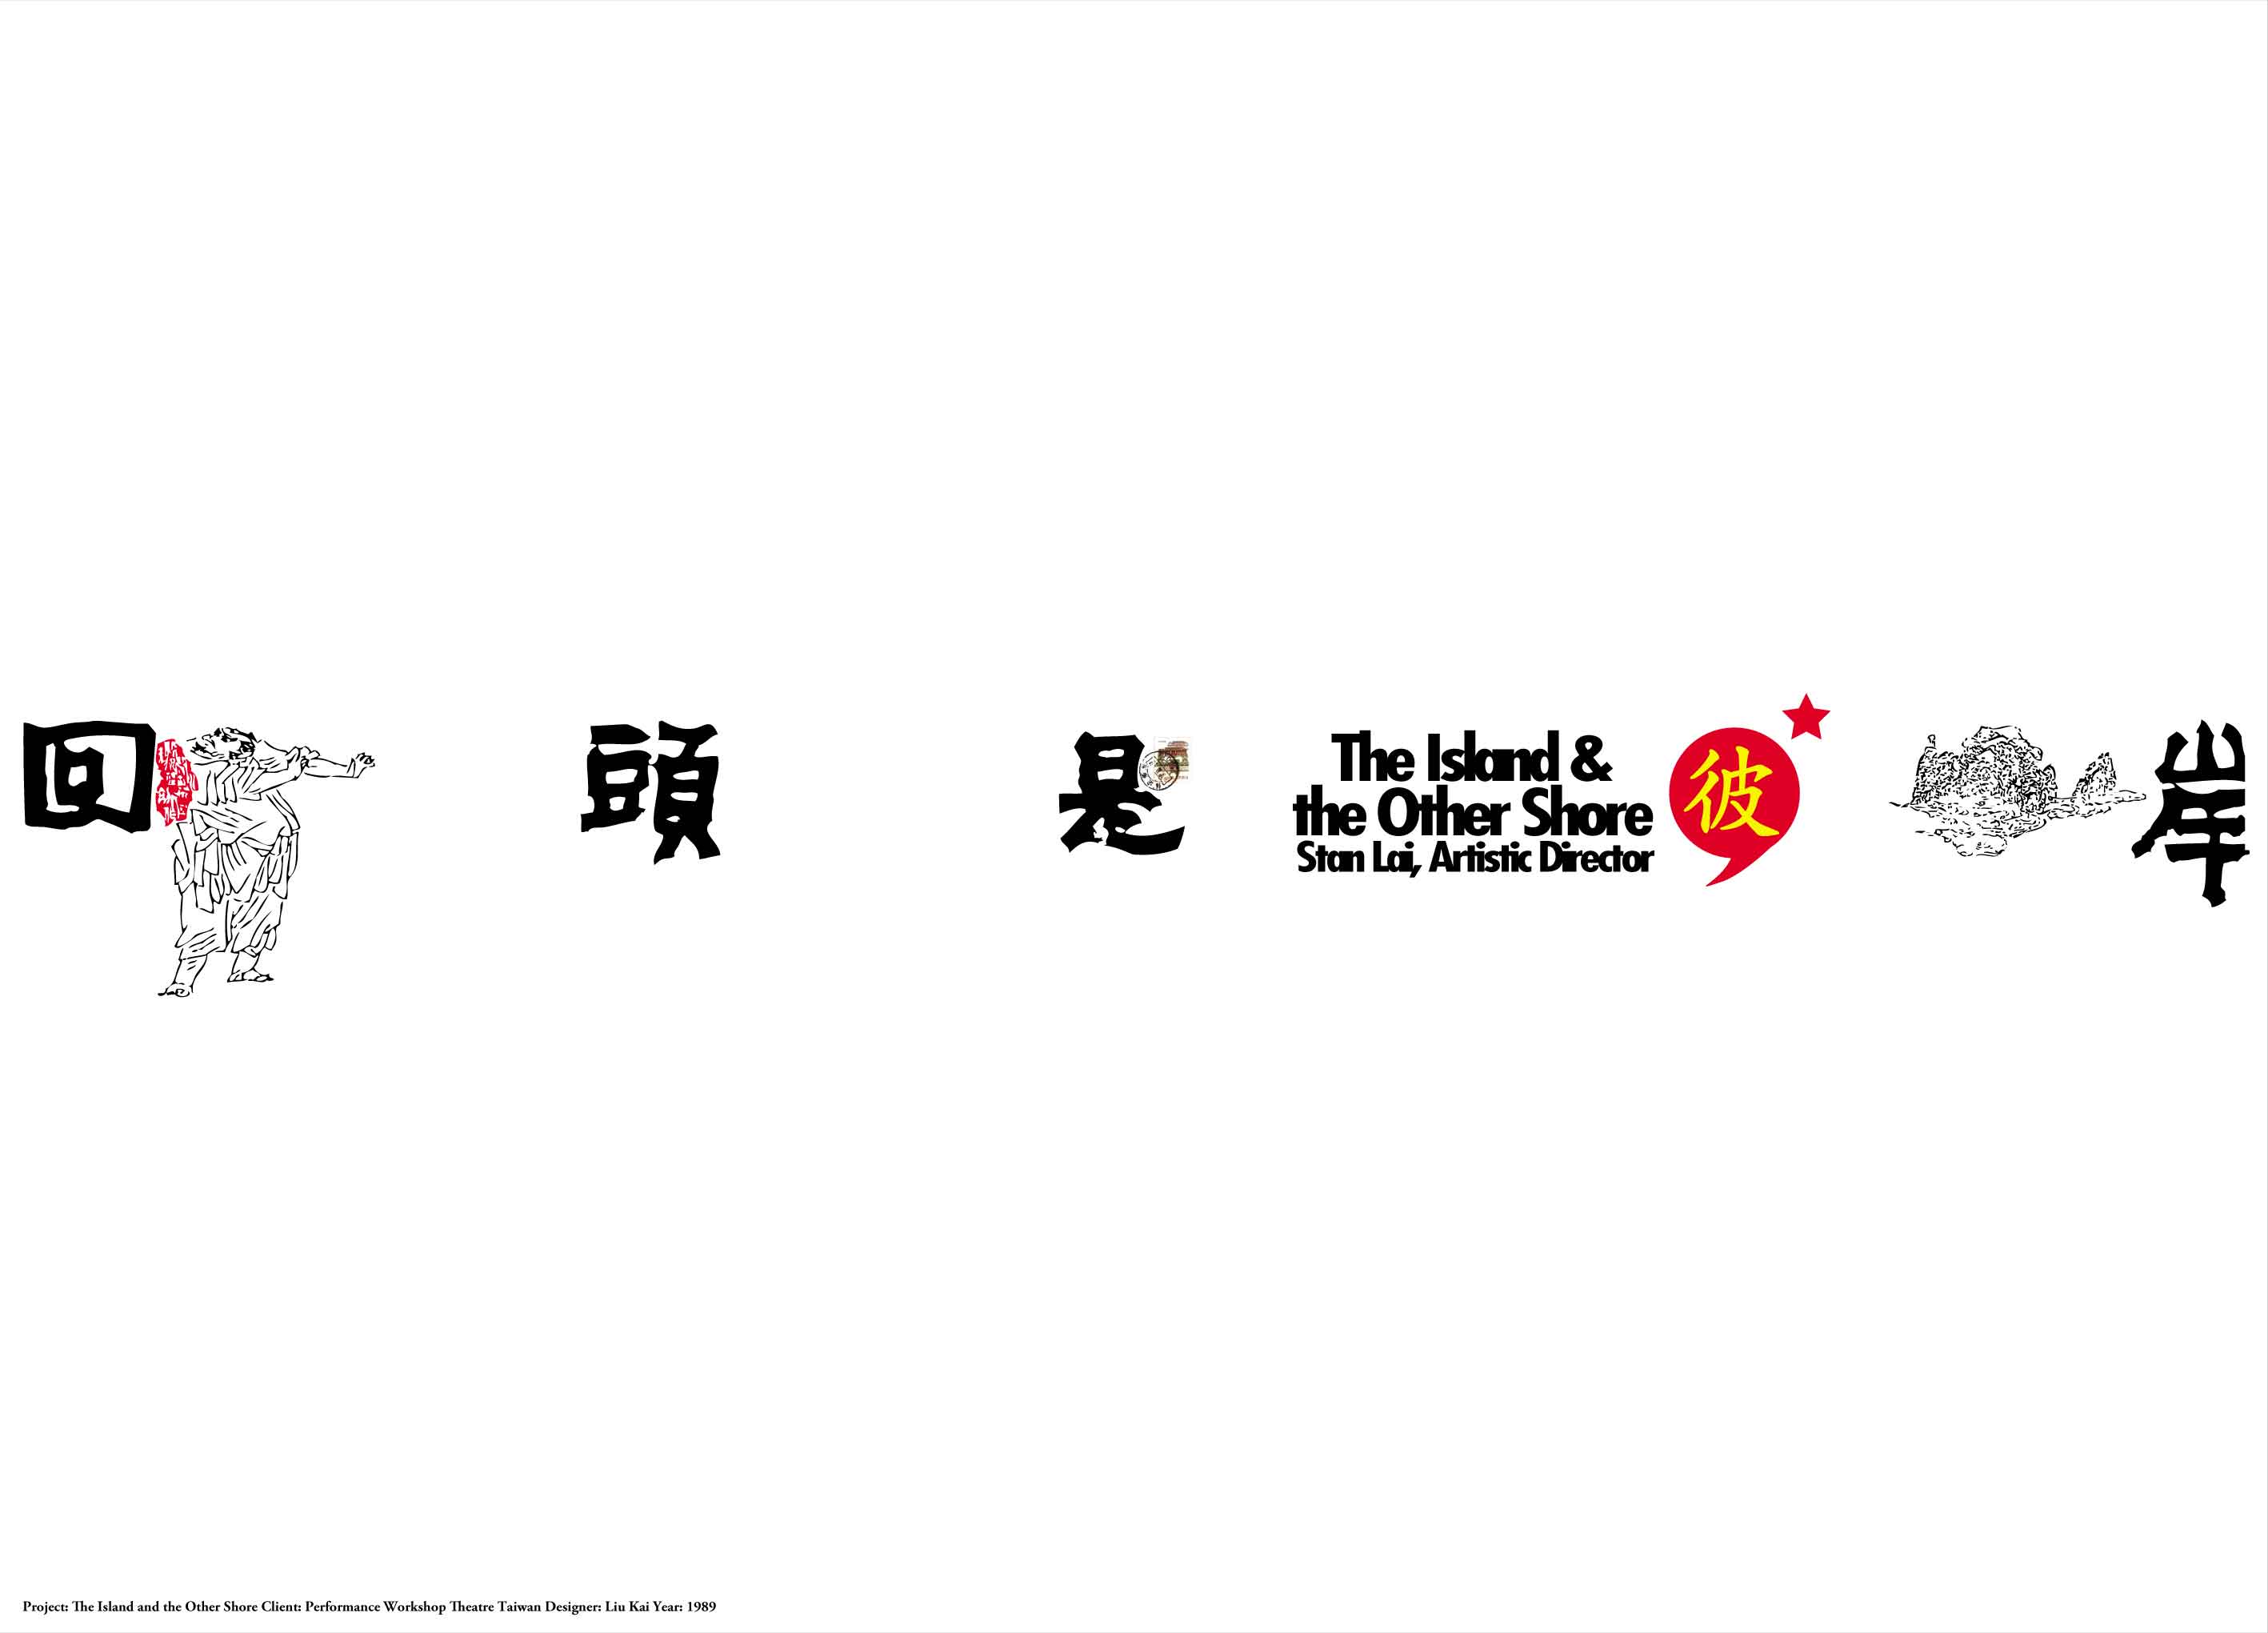 回頭是
The Island &
the Other Shore
Stan Lai, Artistic Director
彼
岸
Project: The Island and the Other Shore Client: Performance Workshop Theatre Taiwan Designer: Liu Kai Year: 1989